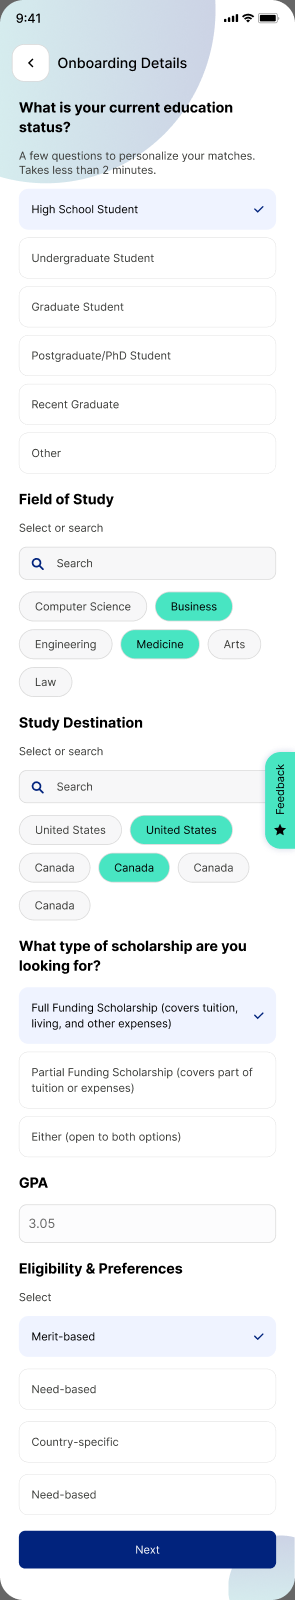 9:41
Onboarding Details
What is your current education
status?
A few questions to personalize your matches.
Takes less than 2 minutes.
High School Student
Undergraduate Student
Graduate Student
Postgraduate/PhD Student
Recent Graduate
Other
Field of Study
Select or search
Search
Computer Science Business
Engineering Medicine Arts
Law
Study Destination
Select or search
Search
Feedback
United States United States
Canada Canada Canada
Canada
What type of scholarship are you
looking for?
Full Funding Scholarship (covers tuition,
living, and other expenses)
Partial Funding Scholarship (covers part of
tuition or expenses)
Either (open to both options)
GPA
3.05
Eligibility & Preferences
Select
Merit-based
Need-based
Country-specific
Need-based
Next